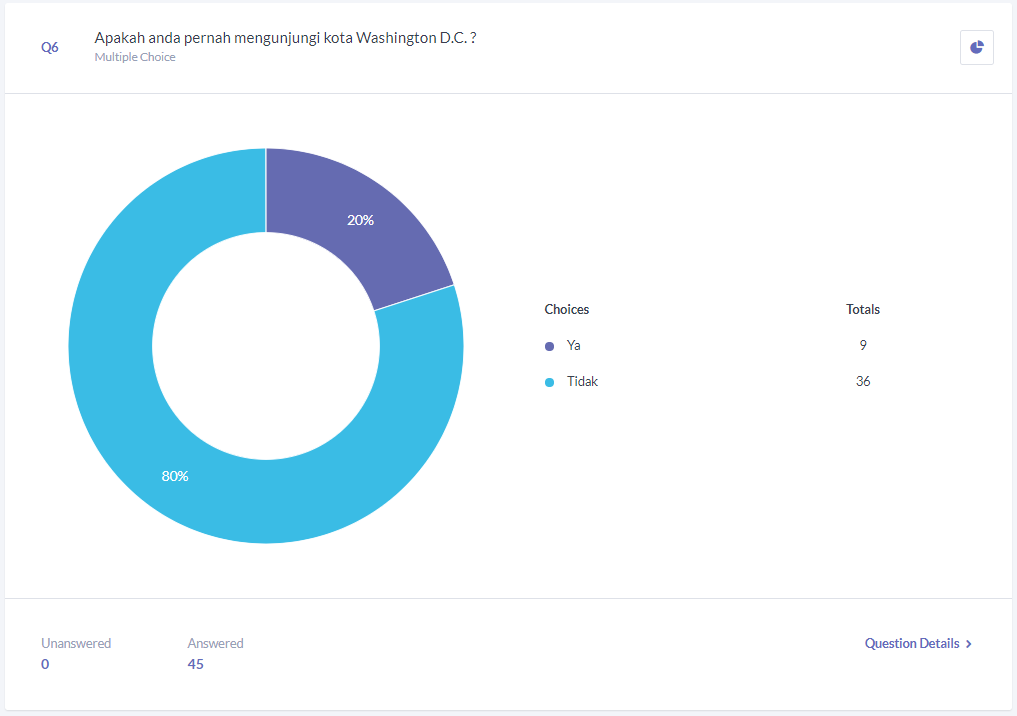 Q6
Apakah anda pernah mengunjungi kota Washington D.C. ?
Multiple Choice
20%
80%
Choices Totals
Ya 9
Tidak 36
Unanswered Answered
0 45
Question Details